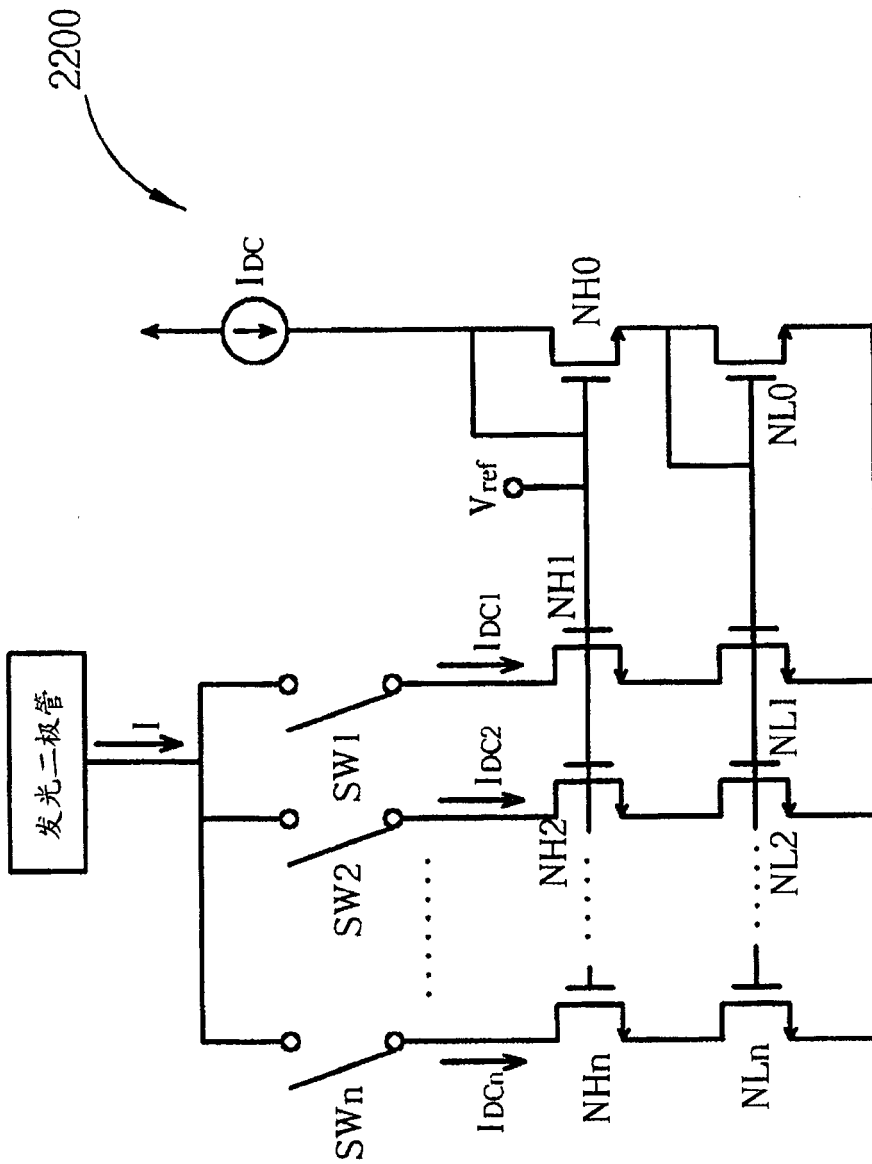 2200
发光二极管
I
IDC
SW1
SW2
SWn
IDC1
IDC2
IDCn
Vref
NH0
NH1
NH2
NHn
NL0
NL1
NL2
NLn